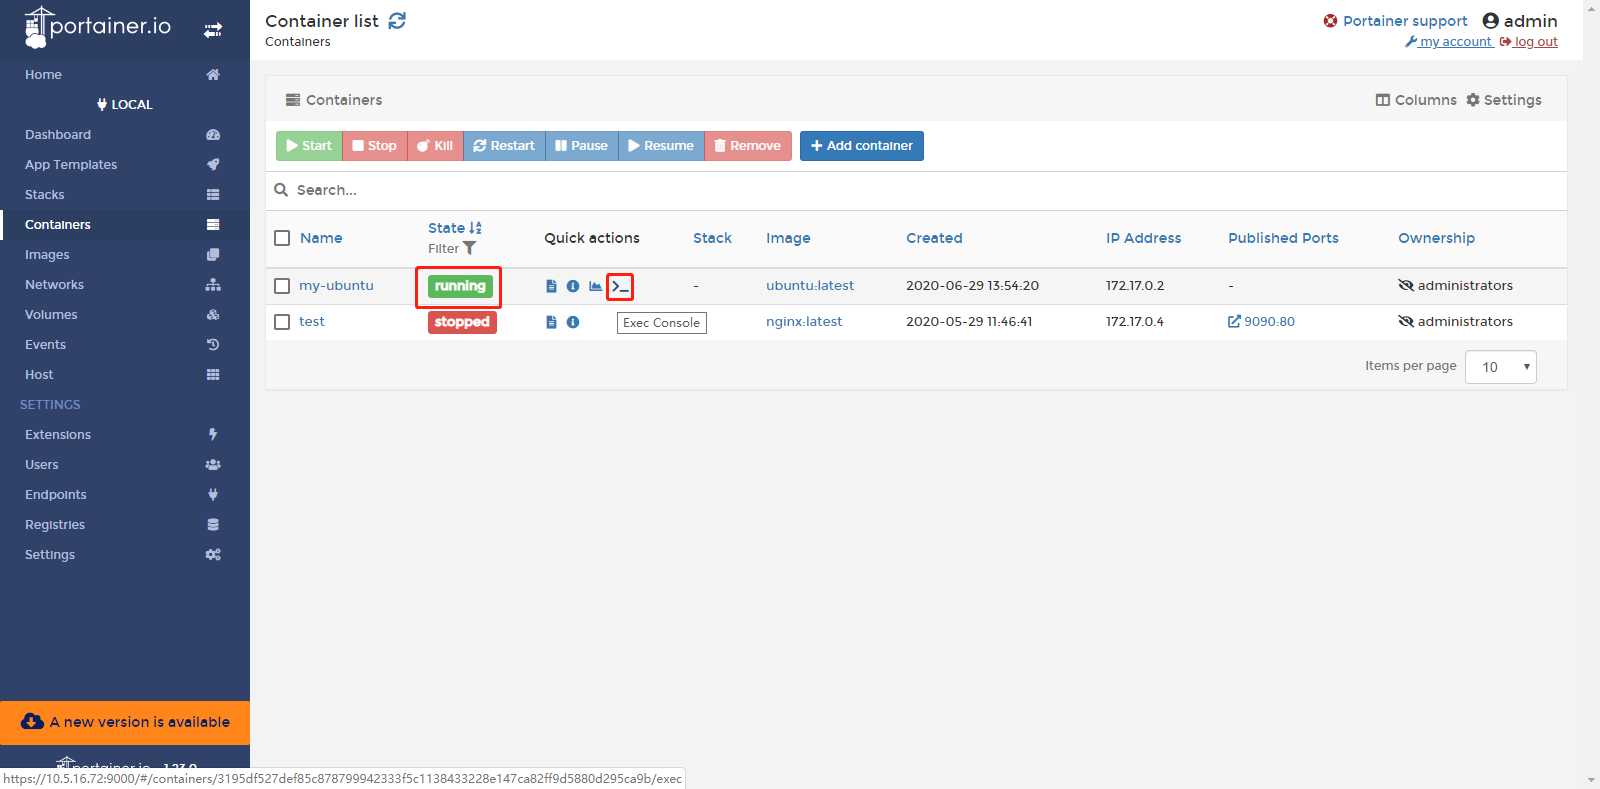 portainer.io
Container list
Containers
Portainer support
admin
my account
log out
Home
LOCAL
Dashboard
App Templates
Stacks
Containers
Images
Networks
Volumes
Events
Host
SETTINGS
Extensions
Users
Endpoints
Registries
Settings
A new version is available
portainer.io 1.23.0
Containers
Columns
Settings
Start
Stop
Kill
Restart
Pause
Resume
Remove
Add container
Search...
Name State Filter Quick actions Stack Image Created IP Address Published Ports Ownership
my-ubuntu running - ubuntu:latest 2020-06-29 13:54:20 172.17.0.2 - administrators
test stopped nginx:latest 2020-05-29 11:46:41 172.17.0.4 9090:80 administrators
Exec Console
Items per page 10
https://10.5.16.72:9000/#/containers/3195df527def85c878799942333f5c1138433228e147ca82ff9d5880d295ca9b/exec